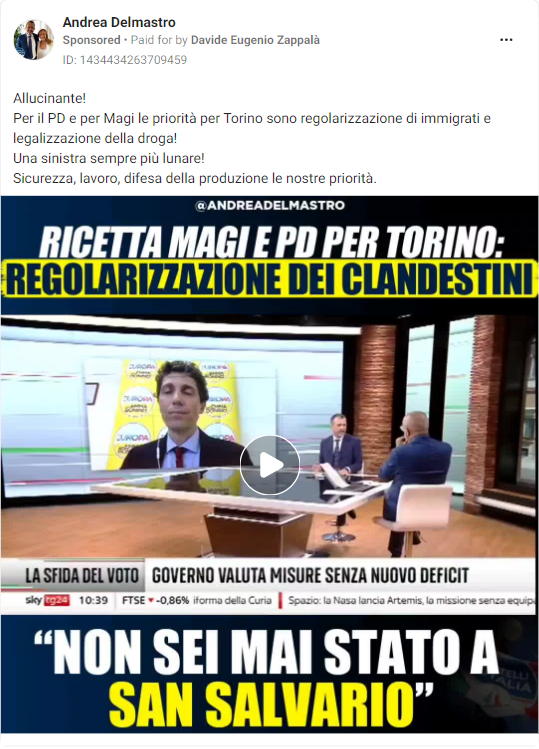 Andrea Delmastro
Sponsored • Paid for by Davide Eugenio Zappalà
ID: 1434434263709459
Allucinante!
Per il PD e per Magi le priorità per Torino sono regolarizzazione di immigrati e
legalizzazione della droga!
Una sinistra sempre più lunare!
Sicurezza, lavoro, difesa della produzione le nostre priorità.
@ANDREADELMASTRO
RICETTA MAGI E PD PER TORINO:
REGOLARIZZAZIONE DEI CLANDESTINI
EUROPA
EUROPA
EUROPA
LA SFIDA DEL VOTO GOVERNO VALUTA MISURE SENZA NUOVO DEFICIT
sky tg24 10:39 FTSE ▾ -0,86% iforma della Curia Spazio: la Nasa lancia Artemis, la missione senza equip
“NON SEI MAI STATO A
SAN SALVARIO”